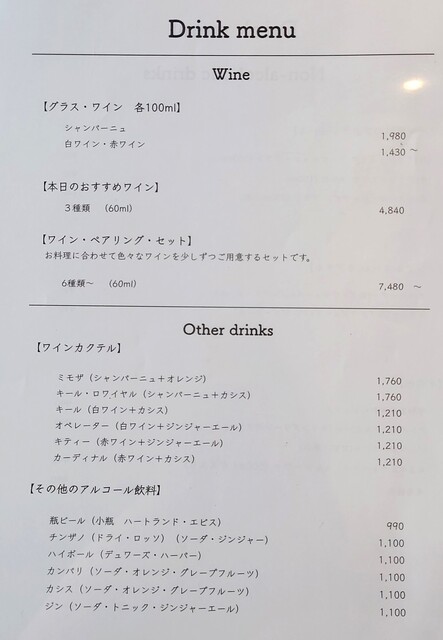 Drink menu
Wine
【グラス・ワイン 各100ml】
シャンパーニュ 1,980
白ワイン・赤ワイン 1,430 ～
【本日のおすすめワイン】
3種類 （60ml） 4,840
【ワイン・ペアリング・セット】
お料理に合わせて色々なワインを少しずつご用意するセットです。
6種類～ （60ml） 7,480 ～
Other drinks
【ワインカクテル】
ミモザ（シャンパーニュ＋オレンジ） 1,760
キール・ロワイヤル（シャンパーニュ＋カシス） 1,760
キール（白ワイン＋カシス） 1,210
オペレーター（白ワイン＋ジンジャーエール） 1,210
キティー（赤ワイン＋ジンジャーエール） 1,210
カーディナル（赤ワイン＋カシス） 1,210
【その他のアルコール飲料】
瓶ビール（小瓶 ハートランド・エビス） 990
チンザノ（ドライ・ロッソ）（ソーダ・ジンジャー） 1,100
ハイボール（デュワーズ・ハーパー） 1,100
カンパリ（ソーダ・オレンジ・グレープフルーツ） 1,100
カシス（ソーダ・オレンジ・グレープフルーツ） 1,100
ジン（ソーダ・トニック・ジンジャーエール） 1,100